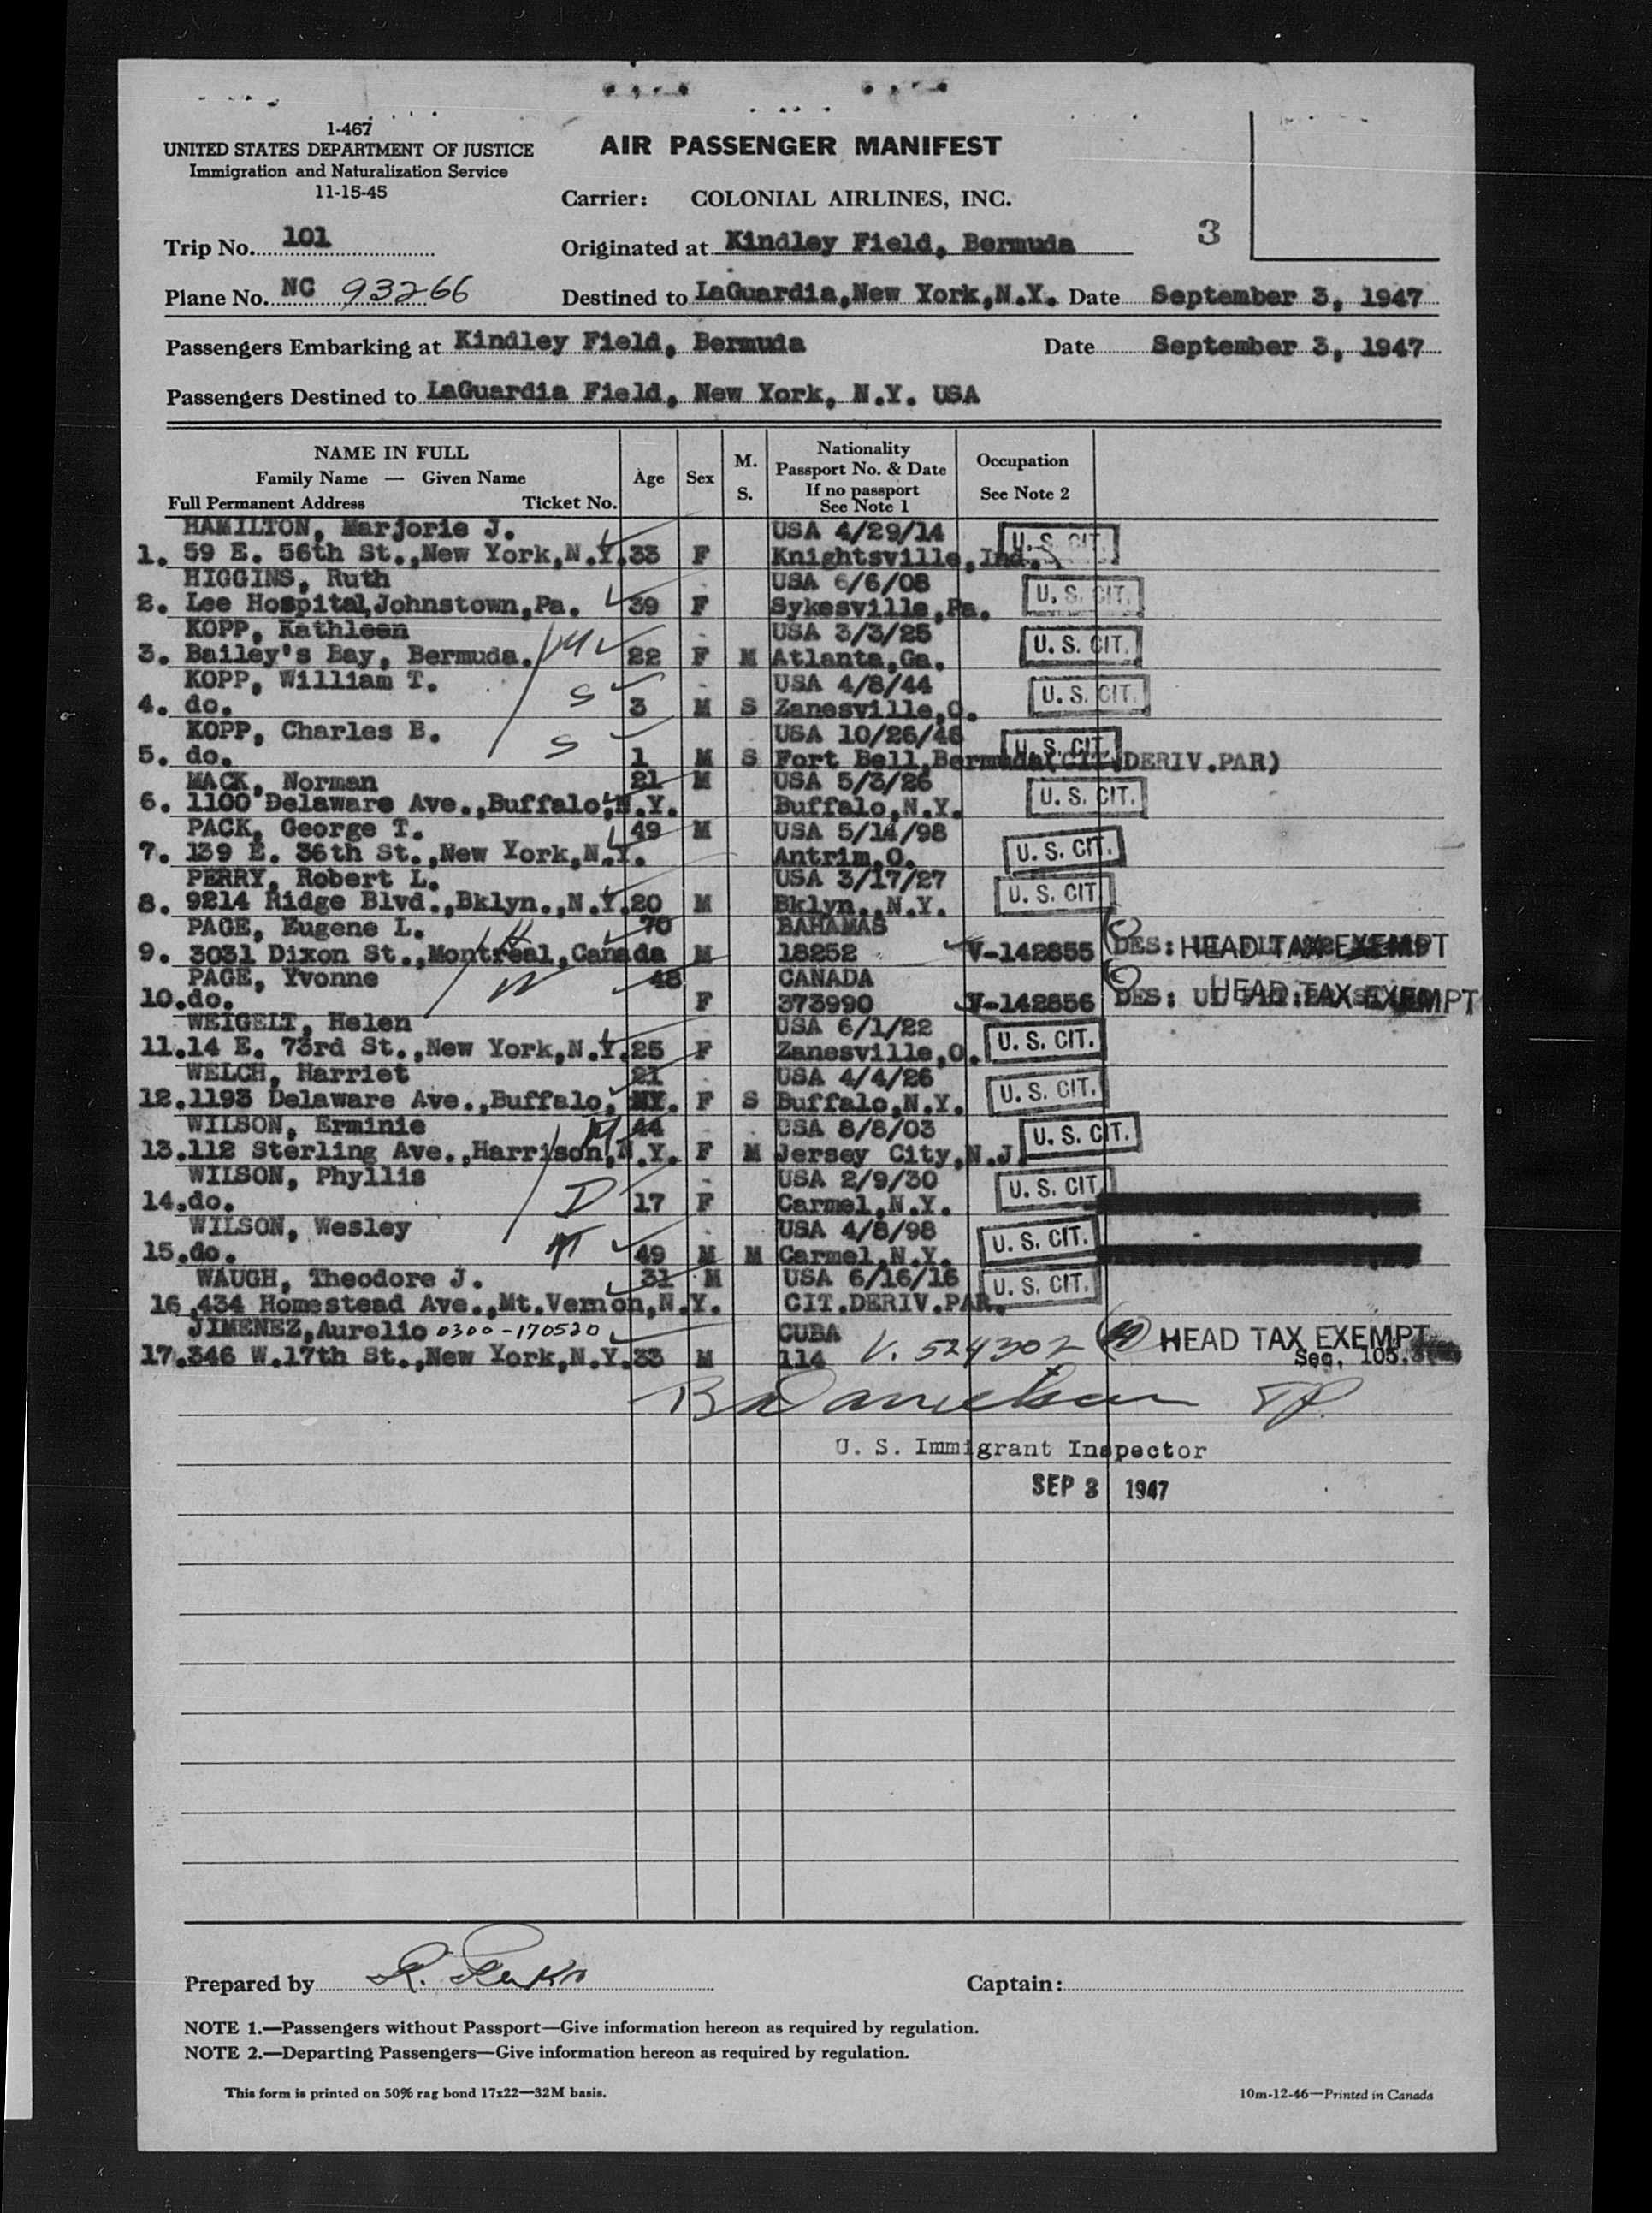 1-467
UNITED STATES DEPARTMENT OF JUSTICE
Immigration and Naturalization Service
11-15-45
AIR PASSENGER MANIFEST
Carrier: COLONIAL AIRLINES, INC.
Trip No. 101
Originated at Kindley Field, Bermuda
3
Plane No. NC 93266
Destined to LaGuardia,New York,N.Y. Date September 3, 1947
Passengers Embarking at Kindley Field, Bermuda Date September 3, 1947
Passengers Destined to LaGuardia Field, New York, N.Y. USA
NAME IN FULL
Family Name — Given Name
Full Permanent Address Ticket No.
Age
Sex
M.
S.
Nationality
Passport No. & Date
If no passport
See Note 1
Occupation
See Note 2
HAMILTON, Marjorie J. USA 4/29/14 U. S. CIT.
1. 59 E. 56th St.,New York,N.Y. 33 F Knightsville,Ind.
HIGGINS, Ruth USA 6/6/08 U. S. CIT.
2. Lee Hospital,Johnstown,Pa. 39 F Sykesville,Pa.
KOPP, Kathleen M USA 3/3/25 U. S. CIT.
3. Bailey's Bay, Bermuda. 22 F M Atlanta,Ga.
KOPP, William T. S USA 4/8/44 U. S. CIT.
4. do. 3 M S Zanesville,O.
KOPP, Charles B. S USA 10/26/46 U. S. CIT.
5. do. 1 M S Fort Bell,Bermuda(CIT.DERIV.PAR)
MACK, Norman 21 M USA 5/3/26 U. S. CIT.
6. 1100 Delaware Ave.,Buffalo,N.Y. Buffalo,N.Y.
PACK, George T. 49 M USA 5/14/98 U. S. CIT.
7. 139 E. 36th St.,New York,N.Y. Antrim,O.
PERRY, Robert L. USA 3/17/27 U. S. CIT
8. 9214 Ridge Blvd.,Bklyn.,N.Y. 20 M Bklyn.,N.Y.
PAGE, Eugene L. 70 BAHAMAS
9. 3031 Dixon St.,Montreal,Canada M 18252 V-142855 DES: HEAD TAX EXEMPT
PAGE, Yvonne 48 CANADA
10.do. F 373990 V-142856 DES: HEAD TAX EXEMPT
WEIGELT, Helen USA 6/1/22 U. S. CIT.
11.14 E. 73rd St.,New York,N.Y. 25 F Zanesville,O.
WELCH, Harriet 21 USA 4/4/26 U. S. CIT.
12.1193 Delaware Ave.,Buffalo, NY. F S Buffalo,N.Y.
WILSON, Erminie M 44 USA 8/8/03 U. S. CIT.
13.112 Sterling Ave.,Harrison,N.Y. F M Jersey City,N.J.
WILSON, Phyllis D USA 2/9/30 U. S. CIT
14.do. 17 F Carmel,N.Y.
WILSON, Wesley USA 4/8/98 U. S. CIT.
15.do. 49 M M Carmel,N.Y.
WAUGH, Theodore J. 31 M USA 6/16/16 U. S. CIT.
16.434 Homestead Ave.,Mt.Vernon,N.Y. CIT.DERIV.PAR.
JIMENEZ,Aurelio 0300-170520 CUBA V. 524302 HEAD TAX EXEMPT
17.346 W.17th St.,New York,N.Y. 33 M 114 Sec. 105.
U. S. Immigrant Inspector
SEP 3 1947
Prepared by
Captain:
NOTE 1.—Passengers without Passport—Give information hereon as required by regulation.
NOTE 2.—Departing Passengers—Give information hereon as required by regulation.
This form is printed on 50% rag bond 17x22—32M basis.
10m-12-46—Printed in Canada